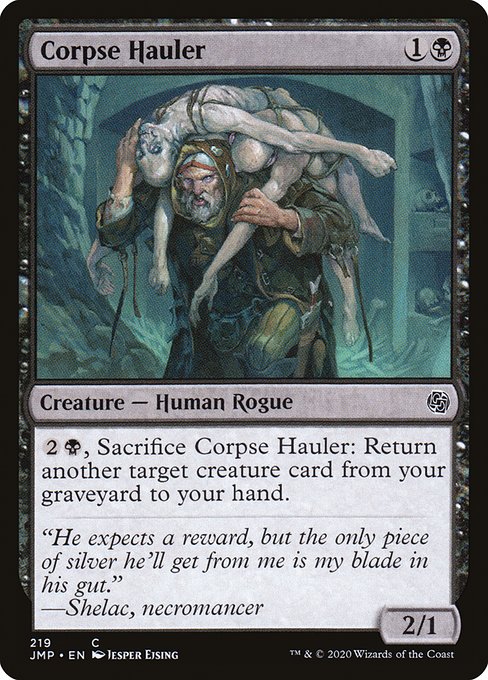 Corpse Hauler 1
Creature — Human Rogue
2, Sacrifice Corpse Hauler: Return
another target creature card from your
graveyard to your hand.
“He expects a reward, but the only piece
of silver he’ll get from me is my blade in
his gut.”
—Shelac, necromancer
2/1
219 C
JMP • EN Jesper Ejsing ™ & © 2020 Wizards of the Coast